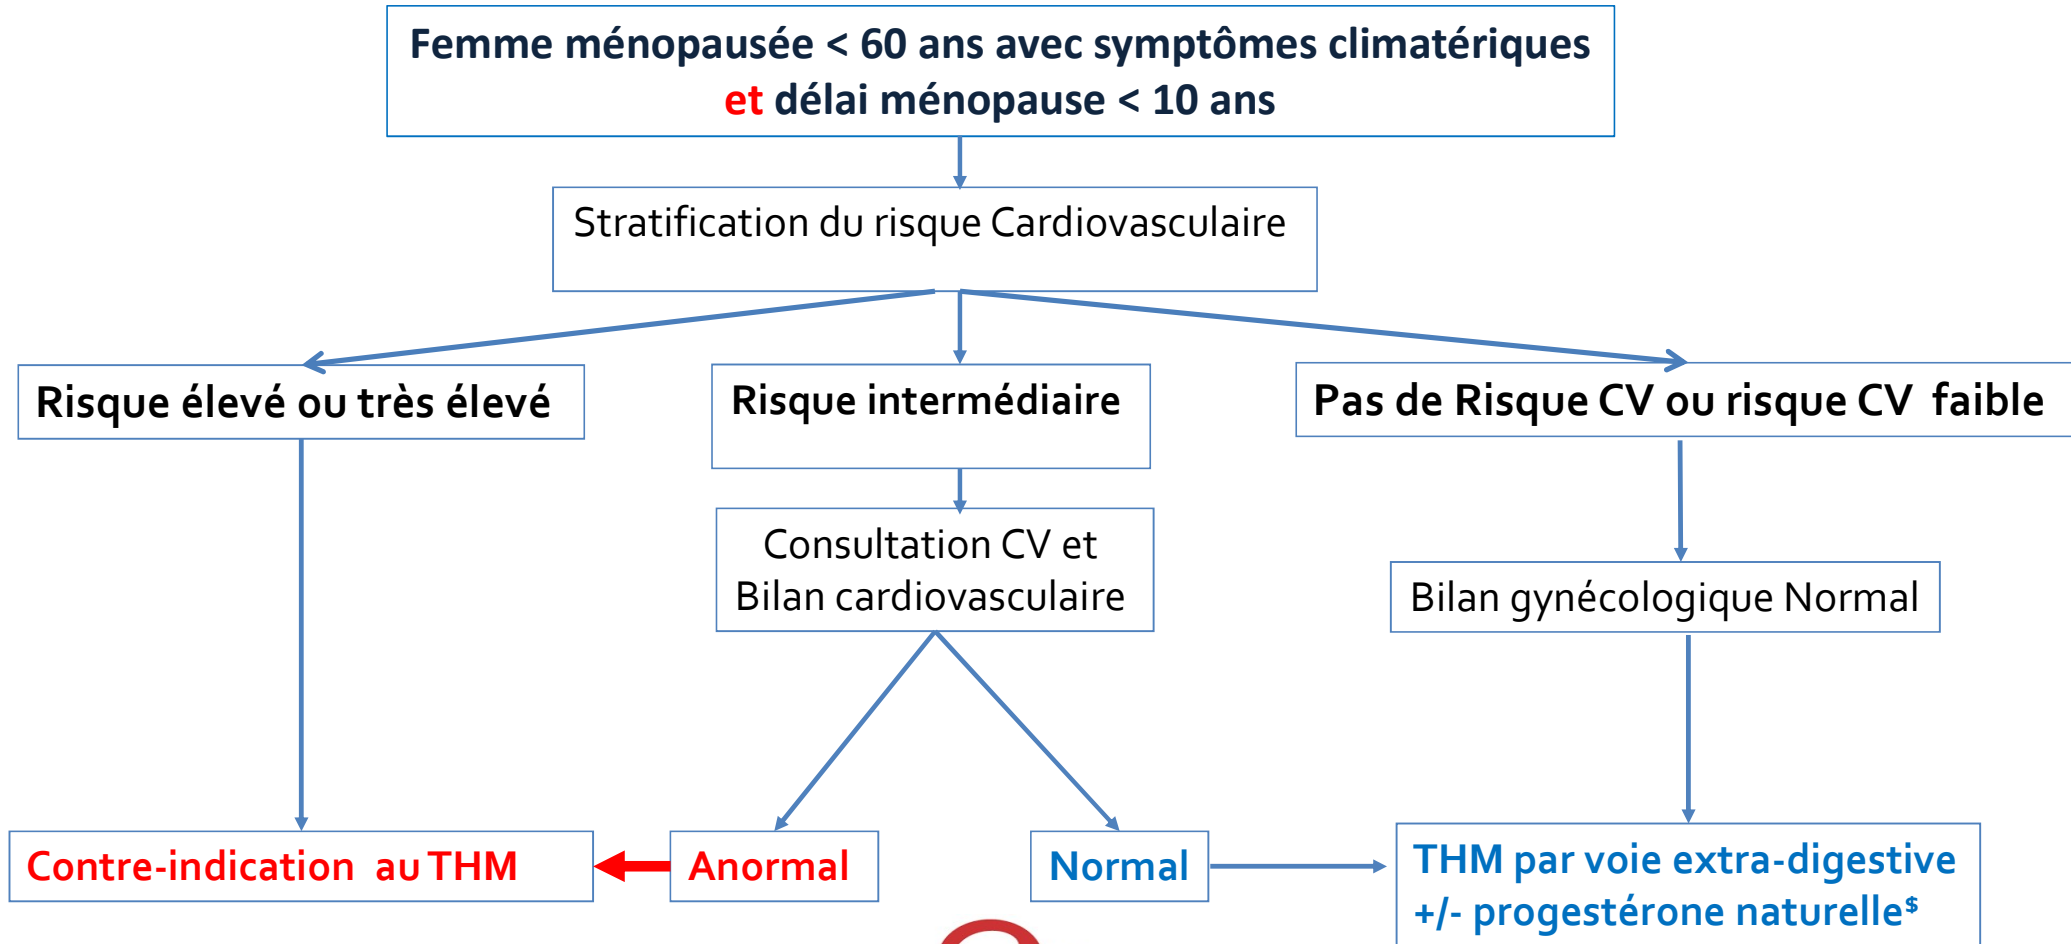 Femme ménopausée < 60 ans avec symptômes climatériques
et délai ménopause < 10 ans
Stratification du risque Cardiovasculaire
Risque élevé ou très élevé
Risque intermédiaire
Pas de Risque CV ou risque CV faible
Consultation CV et
Bilan cardiovasculaire
Bilan gynécologique Normal
Contre-indication au THM
Anormal
Normal
THM par voie extra-digestive
+/- progestérone naturelle$